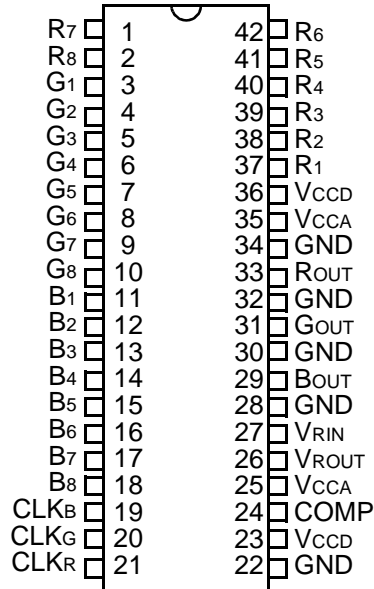 R7 1 42 R6
R8 2 41 R5
G1 3 40 R4
G2 4 39 R3
G3 5 38 R2
G4 6 37 R1
G5 7 36 VCCD
G6 8 35 VCCA
G7 9 34 GND
G8 10 33 ROUT
B1 11 32 GND
B2 12 31 GOUT
B3 13 30 GND
B4 14 29 BOUT
B5 15 28 GND
B6 16 27 VRIN
B7 17 26 VROUT
B8 18 25 VCCA
CLKB 19 24 COMP
CLKG 20 23 VCCD
CLKR 21 22 GND